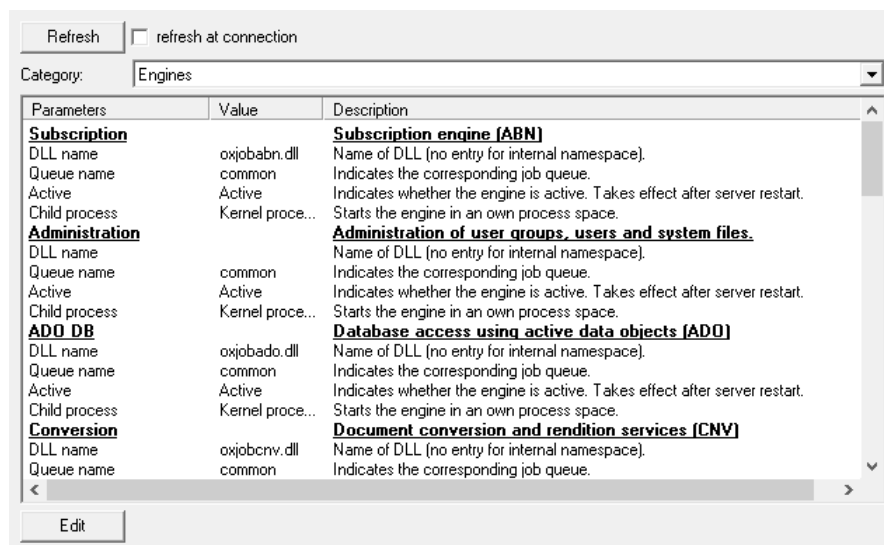 Refresh refresh at connection
Category: Engines
Parameters Value Description
Subscription Subscription engine (ABN)
DLL name oxjobabn.dll Name of DLL (no entry for internal namespace).
Queue name common Indicates the corresponding job queue.
Active Active Indicates whether the engine is active. Takes effect after server restart.
Child process Kernel proce... Starts the engine in an own process space.
Administration Administration of user groups, users and system files.
DLL name Name of DLL (no entry for internal namespace).
Queue name common Indicates the corresponding job queue.
Active Active Indicates whether the engine is active. Takes effect after server restart.
Child process Kernel proce... Starts the engine in an own process space.
ADO DB Database access using active data objects (ADO)
DLL name oxjobado.dll Name of DLL (no entry for internal namespace).
Queue name common Indicates the corresponding job queue.
Active Active Indicates whether the engine is active. Takes effect after server restart.
Child process Kernel proce... Starts the engine in an own process space.
Conversion Document conversion and rendition services (CNV)
DLL name oxjobcnv.dll Name of DLL (no entry for internal namespace).
Queue name common Indicates the corresponding job queue.
Edit